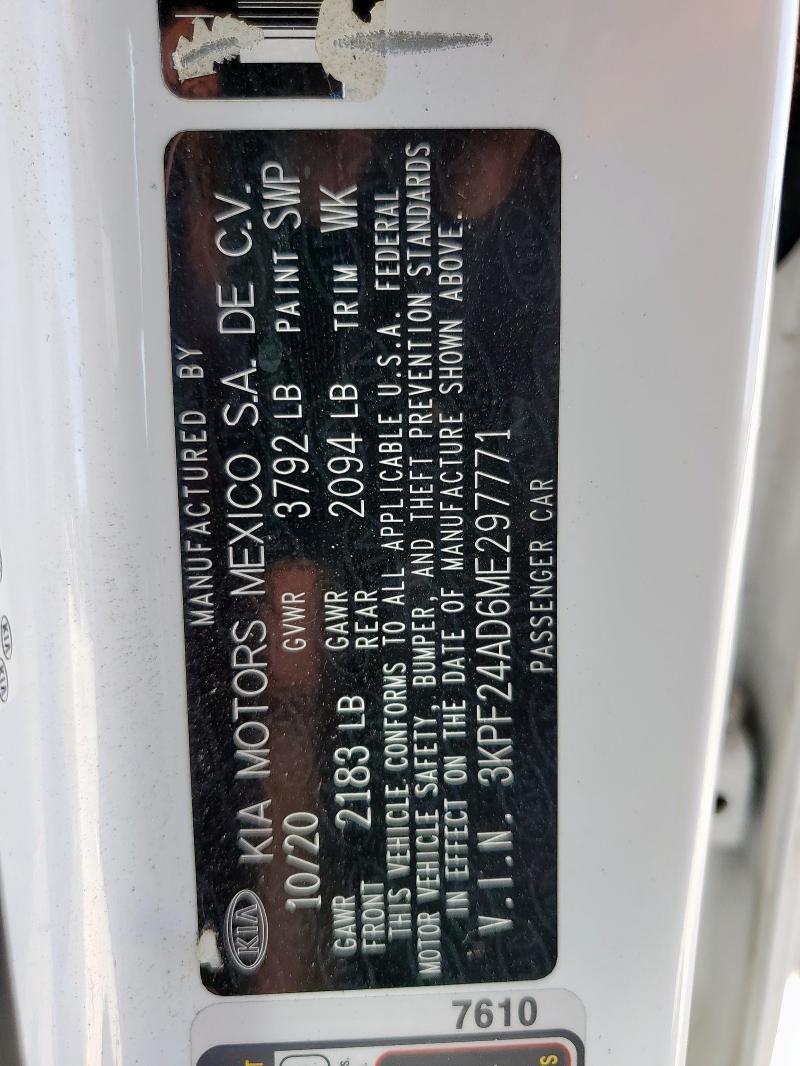 MANUFACTURED BY
KIA KIA MOTORS MEXICO S.A. DE C.V.
10/20 GVWR 3792 LB PAINT SWP
GAWR FRONT 2183 LB GAWR REAR 2094 LB TRIM WK
THIS VEHICLE CONFORMS TO ALL APPLICABLE U.S.A. FEDERAL
MOTOR VEHICLE SAFETY, BUMPER, AND THEFT PREVENTION STANDARDS
IN EFFECT ON THE DATE OF MANUFACTURE SHOWN ABOVE.
V.I.N. 3KPF24AD6ME297771
PASSENGER CAR
7610
KIA
KIA